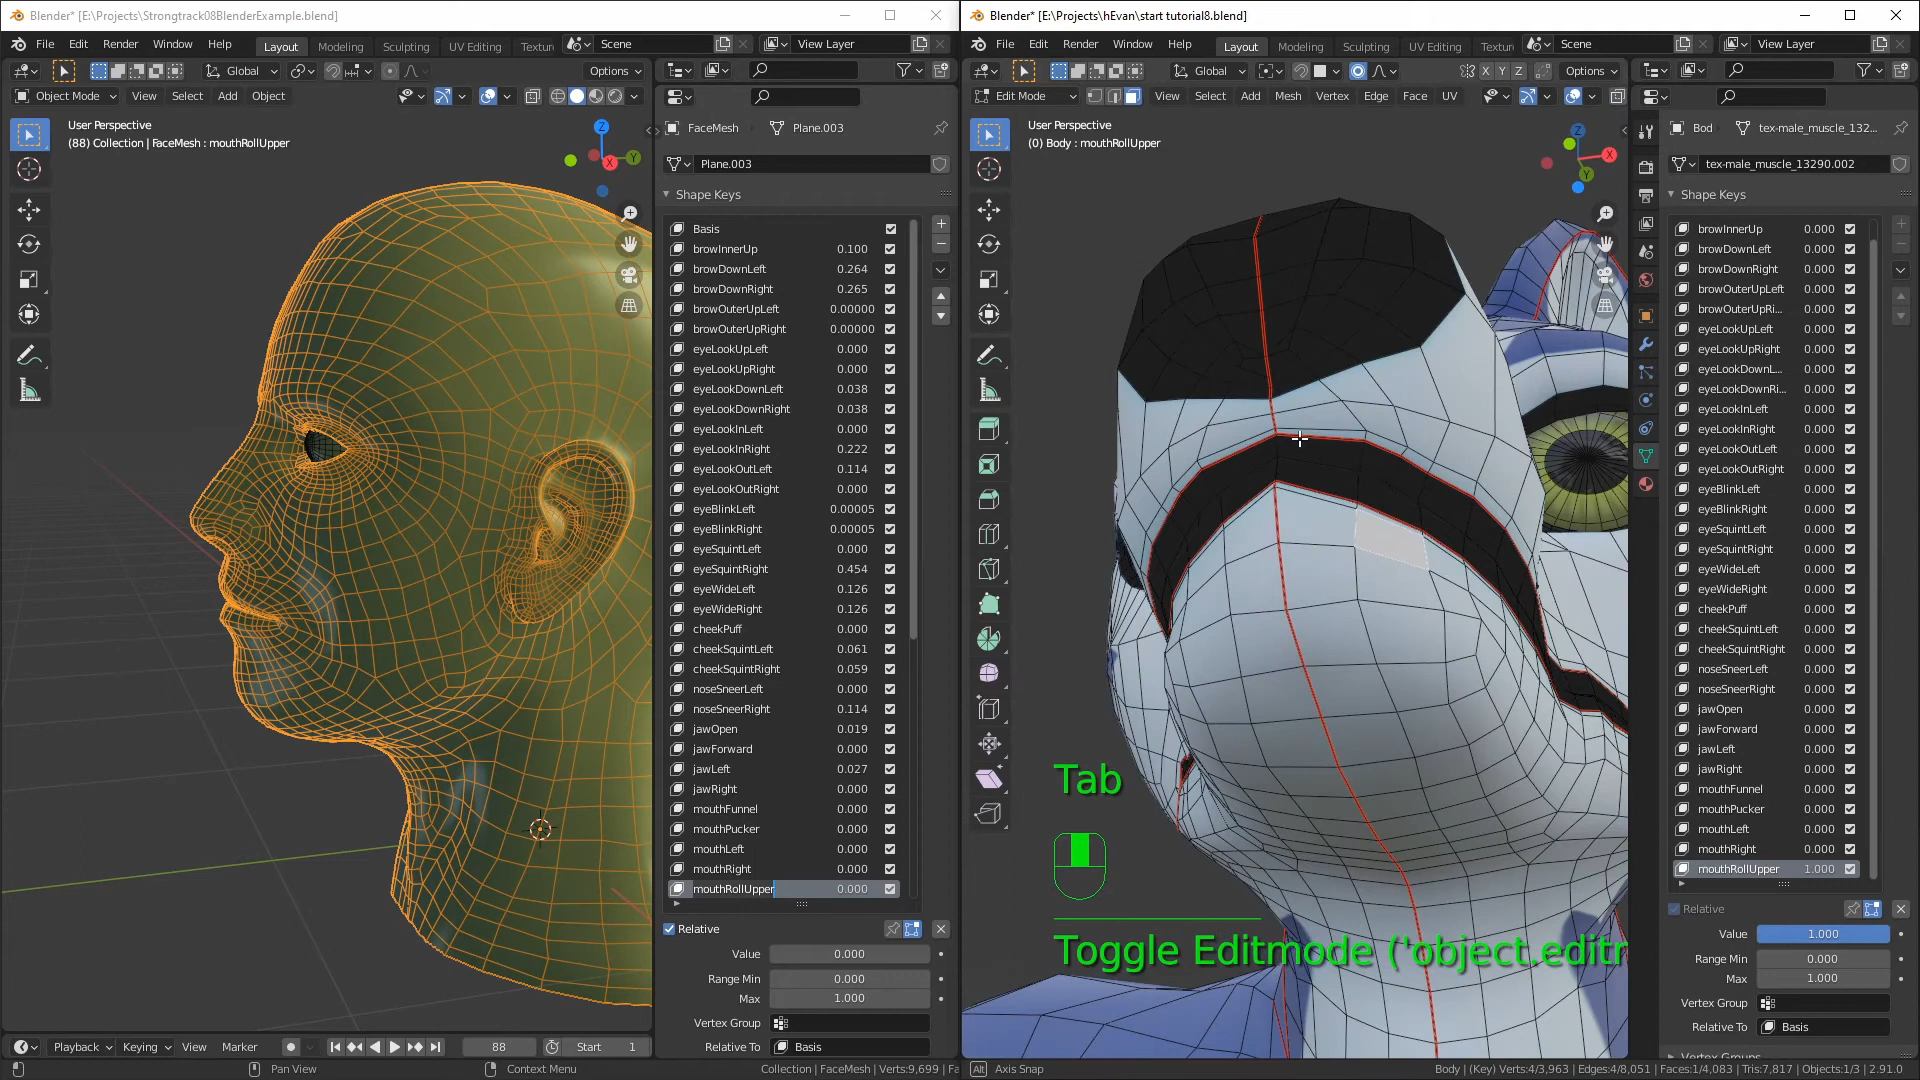 Blender* [E:\Projects\Strongtrack08BlenderExample.blend]
File Edit Render Window Help Layout Modeling Sculpting UV Editing Scene View Layer
Global Options
Object Mode View Select Add Object
User Perspective
(88) Collection | FaceMesh : mouthRollUpper
FaceMesh Plane.003
Plane.003
Shape Keys
Basis
browInnerUp 0.100
browDownLeft 0.264
browDownRight 0.265
browOuterUpLeft 0.00000
browOuterUpRight 0.00000
eyeLookUpLeft 0.000
eyeLookUpRight 0.000
eyeLookDownLeft 0.038
eyeLookDownRight 0.038
eyeLookInLeft 0.000
eyeLookInRight 0.222
eyeLookOutLeft 0.114
eyeLookOutRight 0.000
eyeBlinkLeft 0.00005
eyeBlinkRight 0.00005
eyeSquintLeft 0.000
eyeSquintRight 0.454
eyeWideLeft 0.126
eyeWideRight 0.126
cheekPuff 0.000
cheekSquintLeft 0.061
cheekSquintRight 0.059
noseSneerLeft 0.000
noseSneerRight 0.114
jawOpen 0.019
jawForward 0.000
jawLeft 0.027
jawRight 0.000
mouthFunnel 0.000
mouthPucker 0.000
mouthLeft 0.000
mouthRight 0.000
mouthRollUpper 0.000
Relative
Value 0.000
Range Min 0.000
Max 1.000
Vertex Group
Relative To Basis
Playback Keying View Marker 88 Start 1
Pan View Context Menu Collection | FaceMesh | Verts:9,699 | Fa
Blender* [E:\Projects\hEvan\start tutorial8.blend]
File Edit Render Window Help Layout Modeling Sculpting UV Editing Scene View Layer
Global X Y Z Options
Edit Mode View Select Add Mesh Vertex Edge Face UV
User Perspective
(0) Body : mouthRollUpper
Bod tex-male_muscle_132...
tex-male_muscle_13290.002
Shape Keys
browInnerUp 0.000
browDownLeft 0.000
browDownRight 0.000
browOuterUpLeft 0.000
browOuterUpRi... 0.000
eyeLookUpLeft 0.000
eyeLookUpRight 0.000
eyeLookDownL... 0.000
eyeLookDownRi... 0.000
eyeLookInLeft 0.000
eyeLookInRight 0.000
eyeLookOutLeft 0.000
eyeLookOutRight 0.000
eyeBlinkLeft 0.000
eyeBlinkRight 0.000
eyeSquintLeft 0.000
eyeSquintRight 0.000
eyeWideLeft 0.000
eyeWideRight 0.000
cheekPuff 0.000
cheekSquintLeft 0.000
cheekSquintRight 0.000
noseSneerLeft 0.000
noseSneerRight 0.000
jawOpen 0.000
jawForward 0.000
jawLeft 0.000
jawRight 0.000
mouthFunnel 0.000
mouthPucker 0.000
mouthLeft 0.000
mouthRight 0.000
mouthRollUpper 1.000
Relative
Value 1.000
Range Min 0.000
Max 1.000
Vertex Group
Relative To Basis
Tab
Toggle Editmode ('object.editm
Alt Axis Snap Body | (Key) Verts:4/3,963 | Edges:4/8,051 | Faces:1/4,083 | Tris:7,817 | Objects:1/3 | 2.91.0